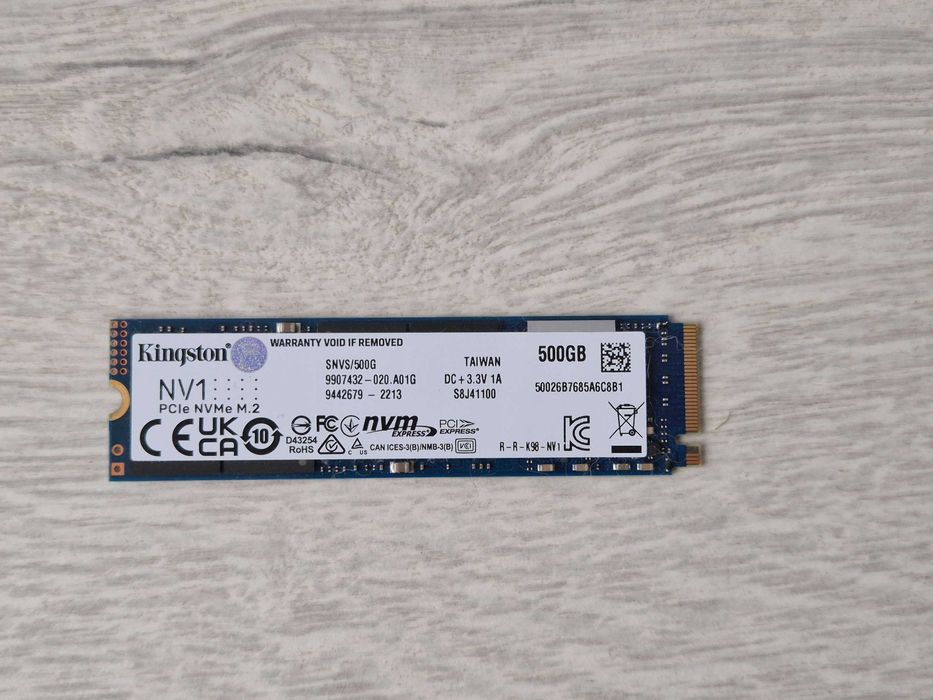 WARRANTY VOID IF REMOVED
Kingston
NV1
PCIe NVMe M.2
SNVS/500G
9907432-020.A01G
9442679 - 2213
TAIWAN
DC+3.3V 1A
S8J41100
500GB
50026B7685A6C8B1
CE
UK
CA
10
D43254
RoHS
FC
nvm
EXPRESS
PCI
EXPRESS®
C US
CAN ICES-3(B)/NMB-3(B)
R-R-K98-NV1